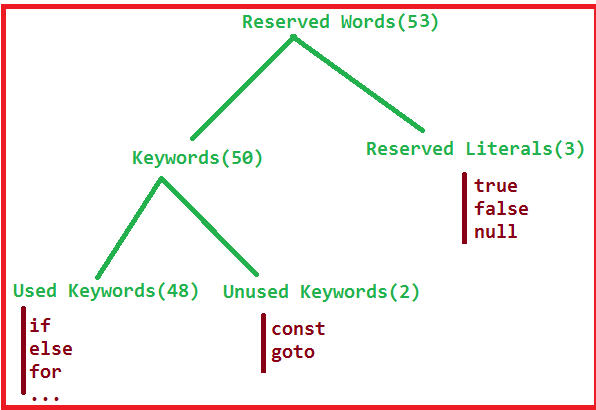 Reserved Words(53)
Keywords(50)
Reserved Literals(3)
true
false
null
Used Keywords(48)
Unused Keywords(2)
if
else
for
...
const
goto